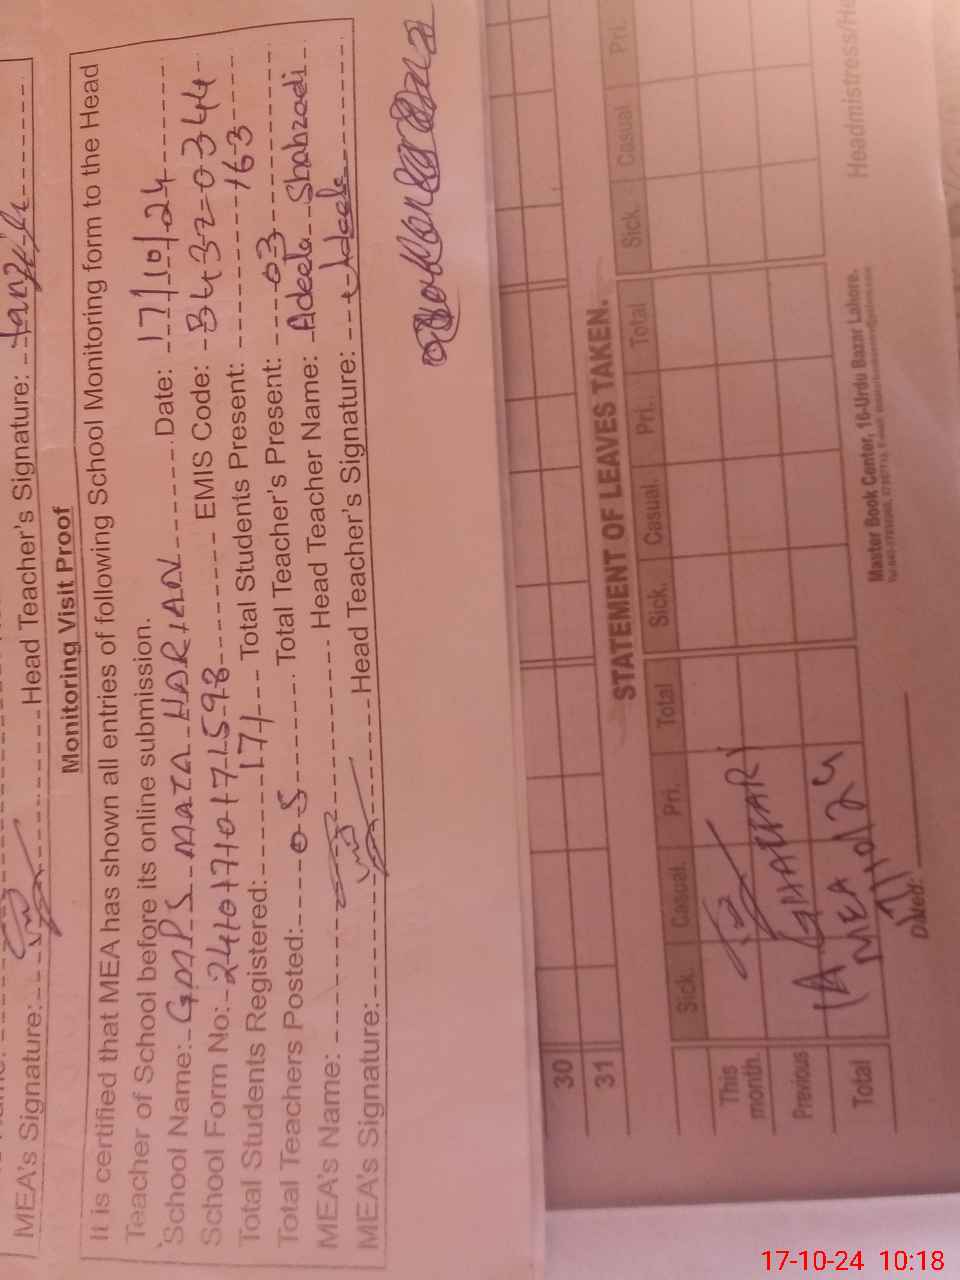 MEA's Signature: Head Teacher's Signature:
Monitoring Visit Proof
It is certified that MEA has shown all entries of following School Monitoring form to the Head
Teacher of School before its online submission. Date: 17/10/24
School Name: GMPS EMIS Code: 3432-0344
School Form No: Total Students Present: 163
Total Students Registered: 171 Total Teacher's Present: 03
Total Teachers Posted: 05 Head Teacher Name: Adeela Shahzadi
MEA's Name: Head Teacher's Signature: Adeela
MEA's Signature:
30
31
STATEMENT OF LEAVES TAKEN.
Sick. Casual. Pri. Total Sick. Casual. Pri. Total Sick. Casual Pri.
This month.
Previous
Total
(A GHAFFAR)
MEA
17/10/24
Dated:
Headmistress/He
Master Book Center, 16-Urdu Bazar Lahore.
17-10-24 10:18